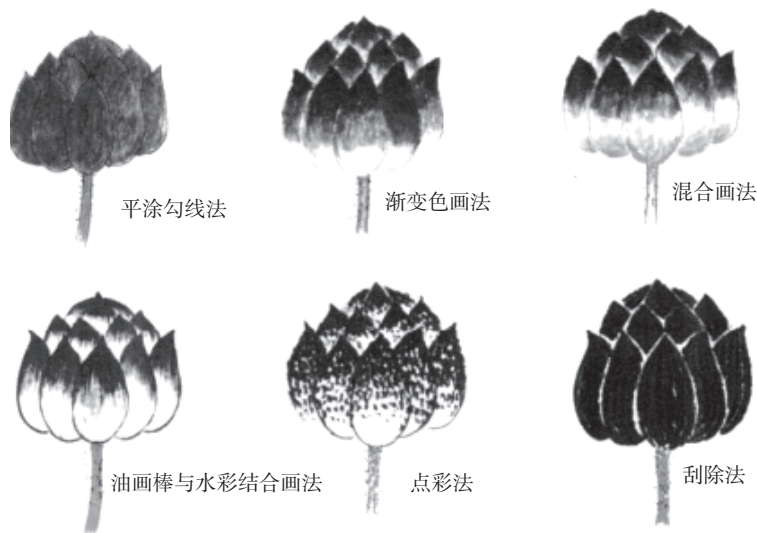 平涂勾线法
渐变色画法
混合画法
油画棒与水彩结合画法
点彩法
刮除法